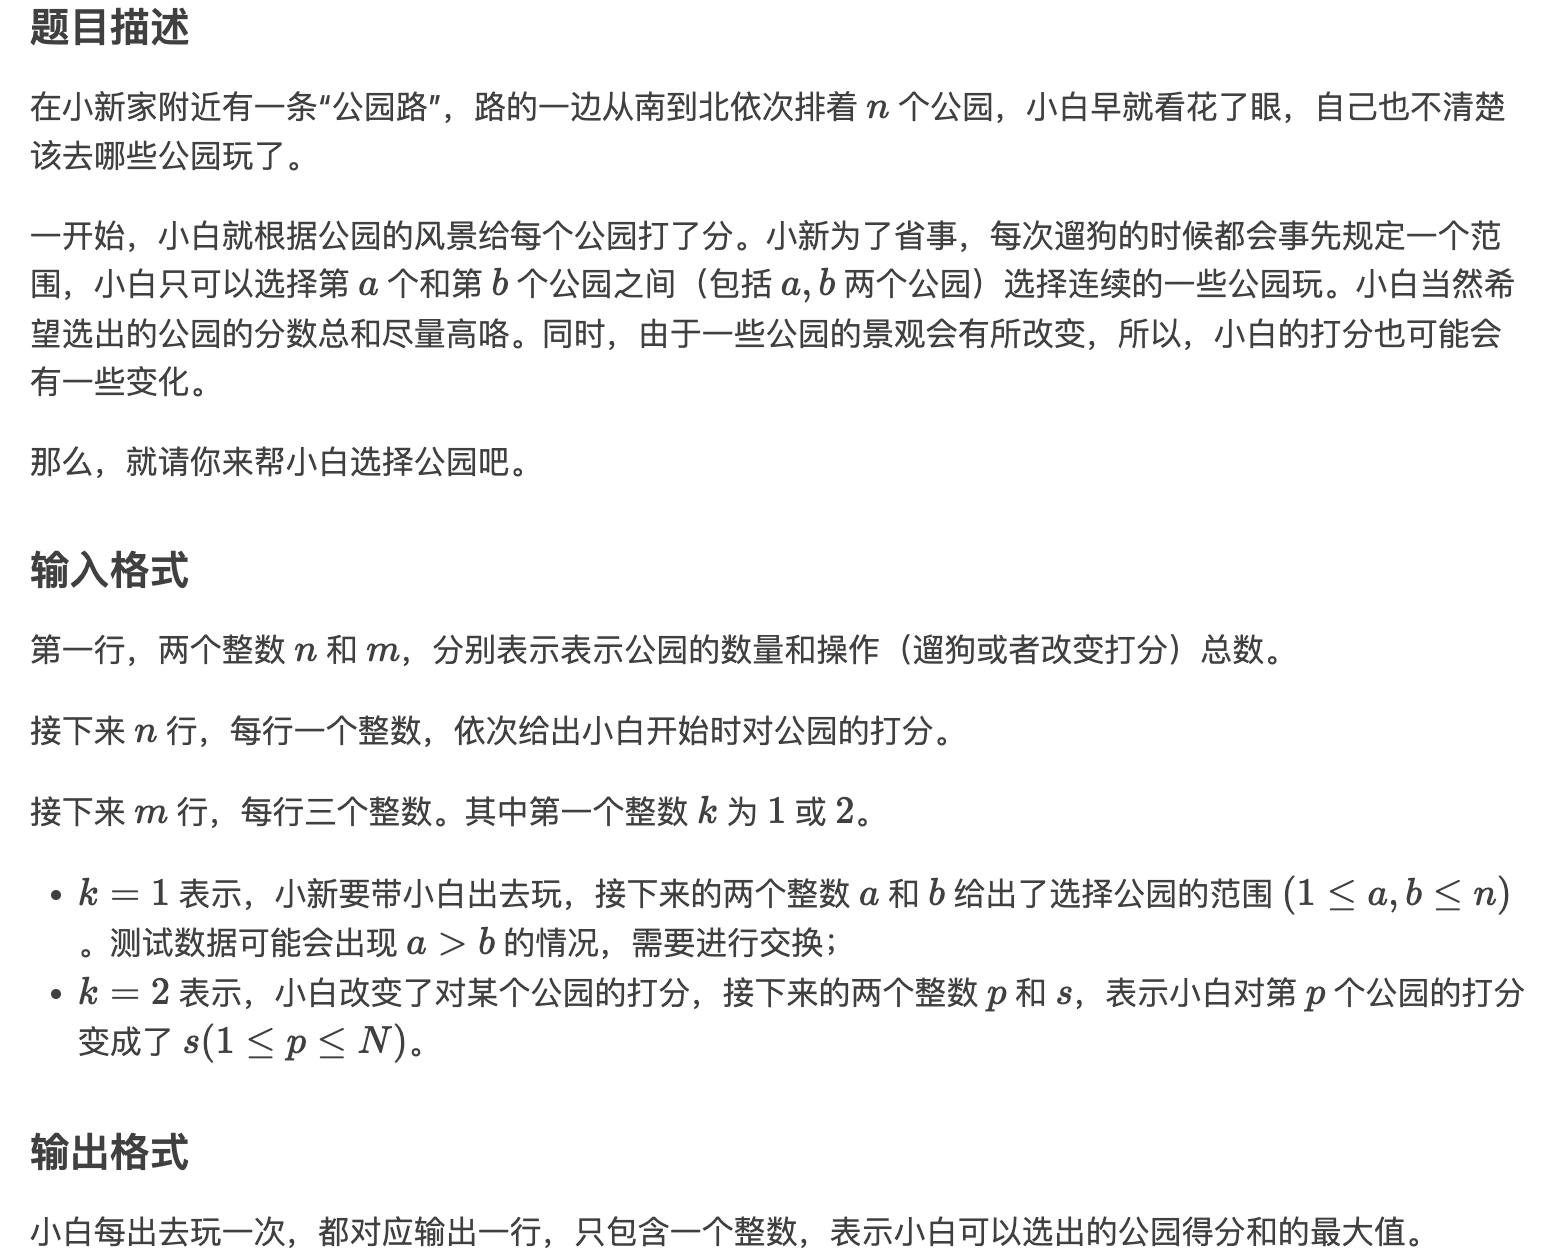 题目描述
在小新家附近有一条“公园路”，路的一边从南到北依次排着 n 个公园，小白早就看花了眼，自己也不清楚
该去哪些公园玩了。
一开始，小白就根据公园的风景给每个公园打了分。小新为了省事，每次遛狗的时候都会事先规定一个范
围，小白只可以选择第 a 个和第 b 个公园之间（包括 a, b 两个公园）选择连续的一些公园玩。小白当然希
望选出的公园的分数总和尽量高咯。同时，由于一些公园的景观会有所改变，所以，小白的打分也可能会
有一些变化。
那么，就请你来帮小白选择公园吧。
输入格式
第一行，两个整数 n 和 m，分别表示表示公园的数量和操作（遛狗或者改变打分）总数。
接下来 n 行，每行一个整数，依次给出小白开始时对公园的打分。
接下来 m 行，每行三个整数。其中第一个整数 k 为 1 或 2。
• k = 1 表示，小新要带小白出去玩，接下来的两个整数 a 和 b 给出了选择公园的范围 (1 ≤ a, b ≤ n)
。测试数据可能会出现 a > b 的情况，需要进行交换；
• k = 2 表示，小白改变了对某个公园的打分，接下来的两个整数 p 和 s，表示小白对第 p 个公园的打分
变成了 s(1 ≤ p ≤ N)。
输出格式
小白每出去玩一次，都对应输出一行，只包含一个整数，表示小白可以选出的公园得分和的最大值。